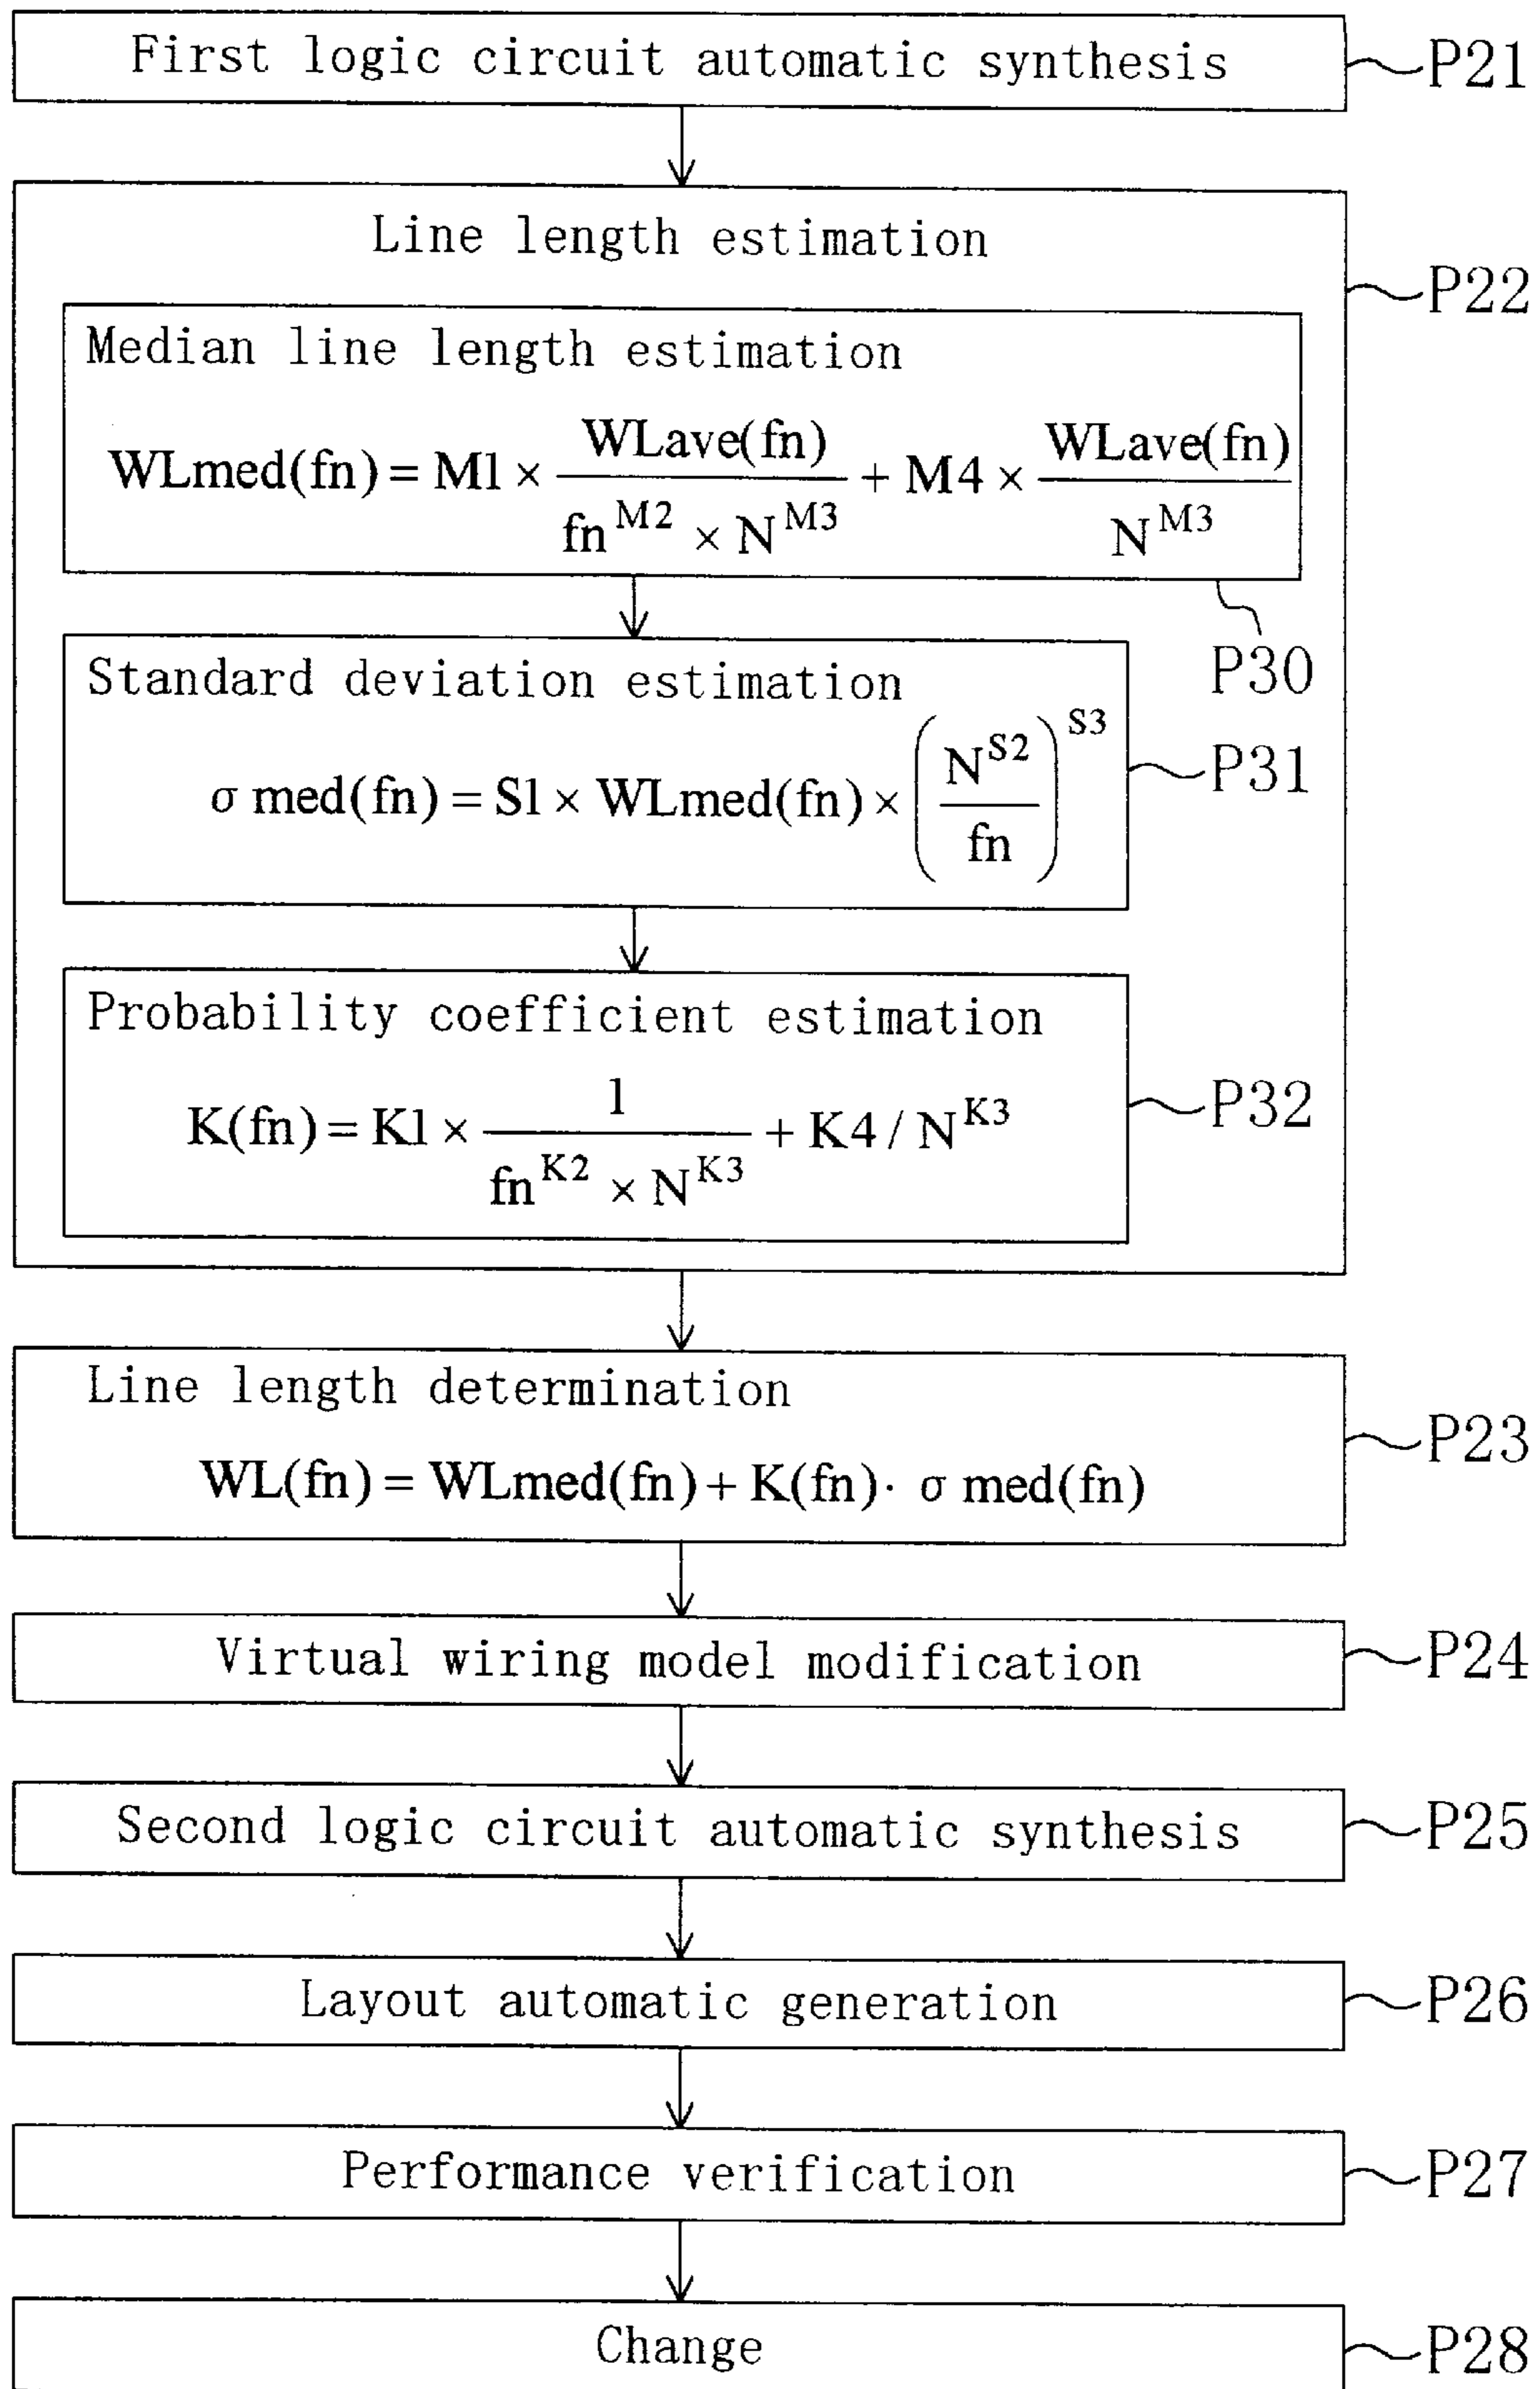 First logic circuit automatic synthesis P21
Line length estimation
P22
Median line length estimation
WLmed(fn) = M1 × WLave(fn) / (fn^M2 × N^M3) + M4 × WLave(fn) / N^M3
P30
Standard deviation estimation
σ med(fn) = S1 × WLmed(fn) × (N^S2 / fn)^S3
P31
Probability coefficient estimation
K(fn) = K1 × 1 / (fn^K2 × N^K3) + K4 / N^K3
P32
Line length determination
WL(fn) = WLmed(fn) + K(fn)· σ med(fn)
P23
Virtual wiring model modification P24
Second logic circuit automatic synthesis P25
Layout automatic generation P26
Performance verification P27
Change P28